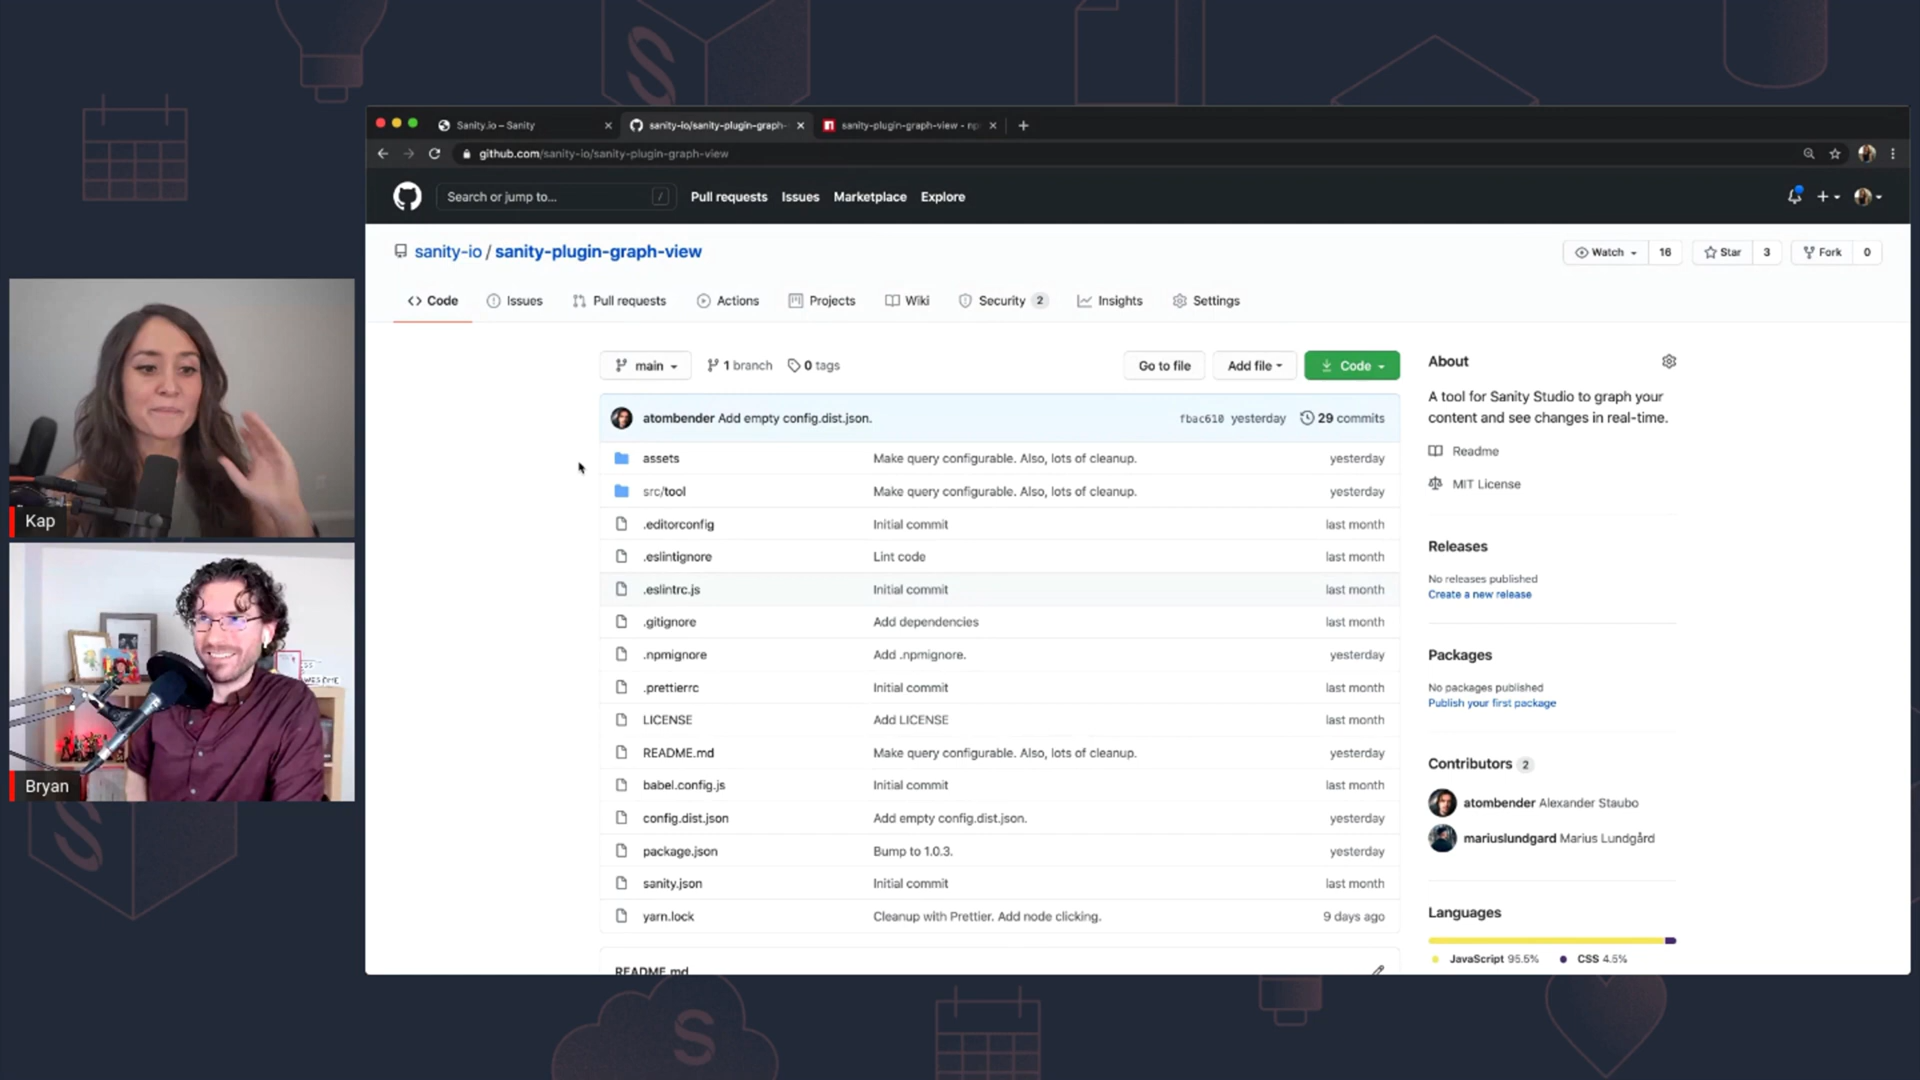 Sanity.io – Sanity
sanity-io/sanity-plugin-graph-
sanity-plugin-graph-view - np
github.com/sanity-io/sanity-plugin-graph-view
Search or jump to...
/
Pull requests
Issues
Marketplace
Explore
sanity-io / sanity-plugin-graph-view
Watch
16
Star
3
Fork
0
Code
Issues
Pull requests
Actions
Projects
Wiki
Security 2
Insights
Settings
main
1 branch
0 tags
Go to file
Add file
Code
atombender Add empty config.dist.json.
fbac610 yesterday
29 commits
assets
Make query configurable. Also, lots of cleanup.
yesterday
src/tool
Make query configurable. Also, lots of cleanup.
yesterday
.editorconfig
Initial commit
last month
.eslintignore
Lint code
last month
.eslintrc.js
Initial commit
last month
.gitignore
Add dependencies
last month
.npmignore
Add .npmignore.
yesterday
.prettierrc
Initial commit
last month
LICENSE
Add LICENSE
last month
README.md
Make query configurable. Also, lots of cleanup.
yesterday
babel.config.js
Initial commit
last month
config.dist.json
Add empty config.dist.json.
yesterday
package.json
Bump to 1.0.3.
yesterday
sanity.json
Initial commit
last month
yarn.lock
Cleanup with Prettier. Add node clicking.
9 days ago
README.md
About
A tool for Sanity Studio to graph your
content and see changes in real-time.
Readme
MIT License
Releases
No releases published
Create a new release
Packages
No packages published
Publish your first package
Contributors 2
atombender Alexander Staubo
mariuslundgard Marius Lundgård
Languages
JavaScript 95.5%
CSS 4.5%
Kap
Bryan